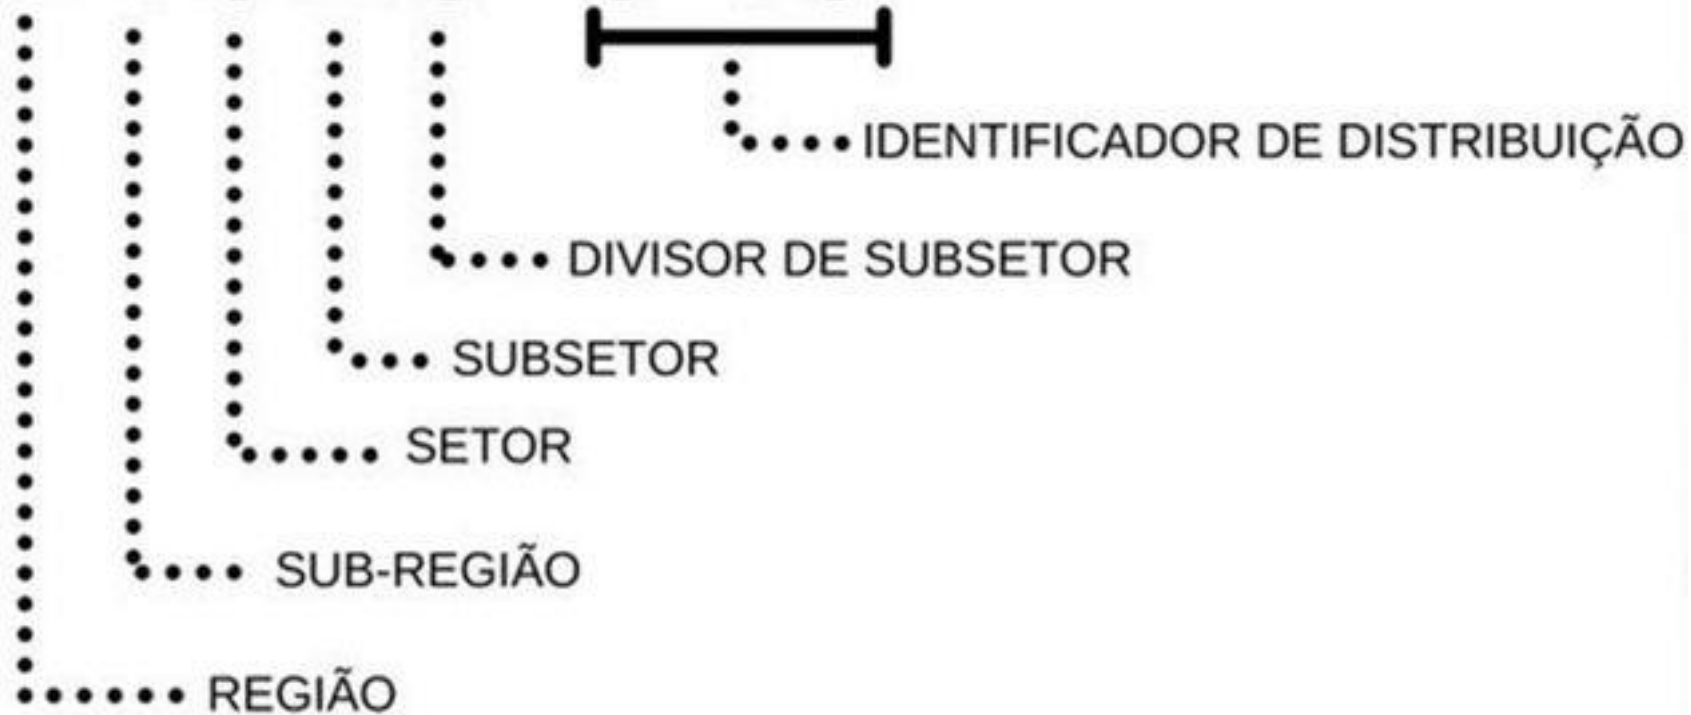 IDENTIFICADOR DE DISTRIBUIÇÃO
DIVISOR DE SUBSETOR
SUBSETOR
SETOR
SUB-REGIÃO
REGIÃO